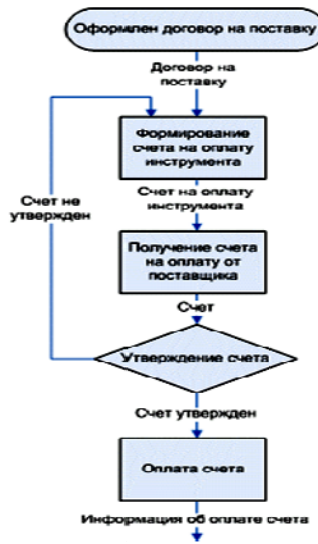 Оформлен договор на поставку
Договор на
поставку
Формирование
счета на оплату
инструмента
Счет не
утвержден
Счет на оплату
инструмента
Получение счета
на оплату от
поставщика
Счет
Утверждение счета
Счет утвержден
Оплата счета
Информация об оплате счета